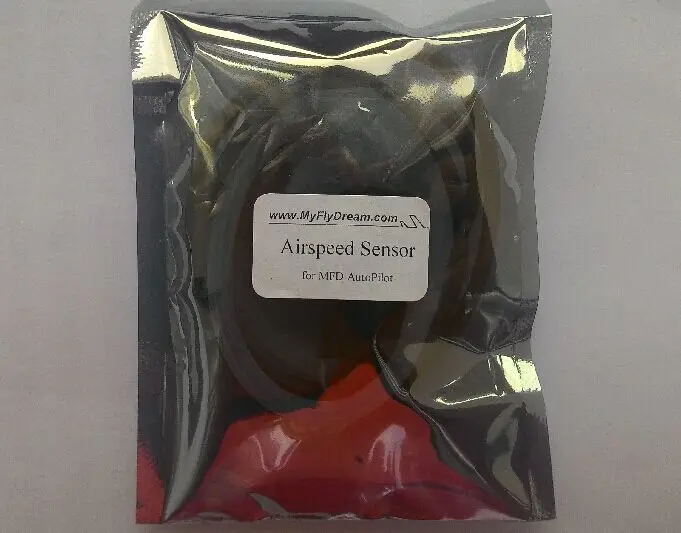 www.MyFlyDream.com
Airspeed Sensor
for MFD AutoPilot